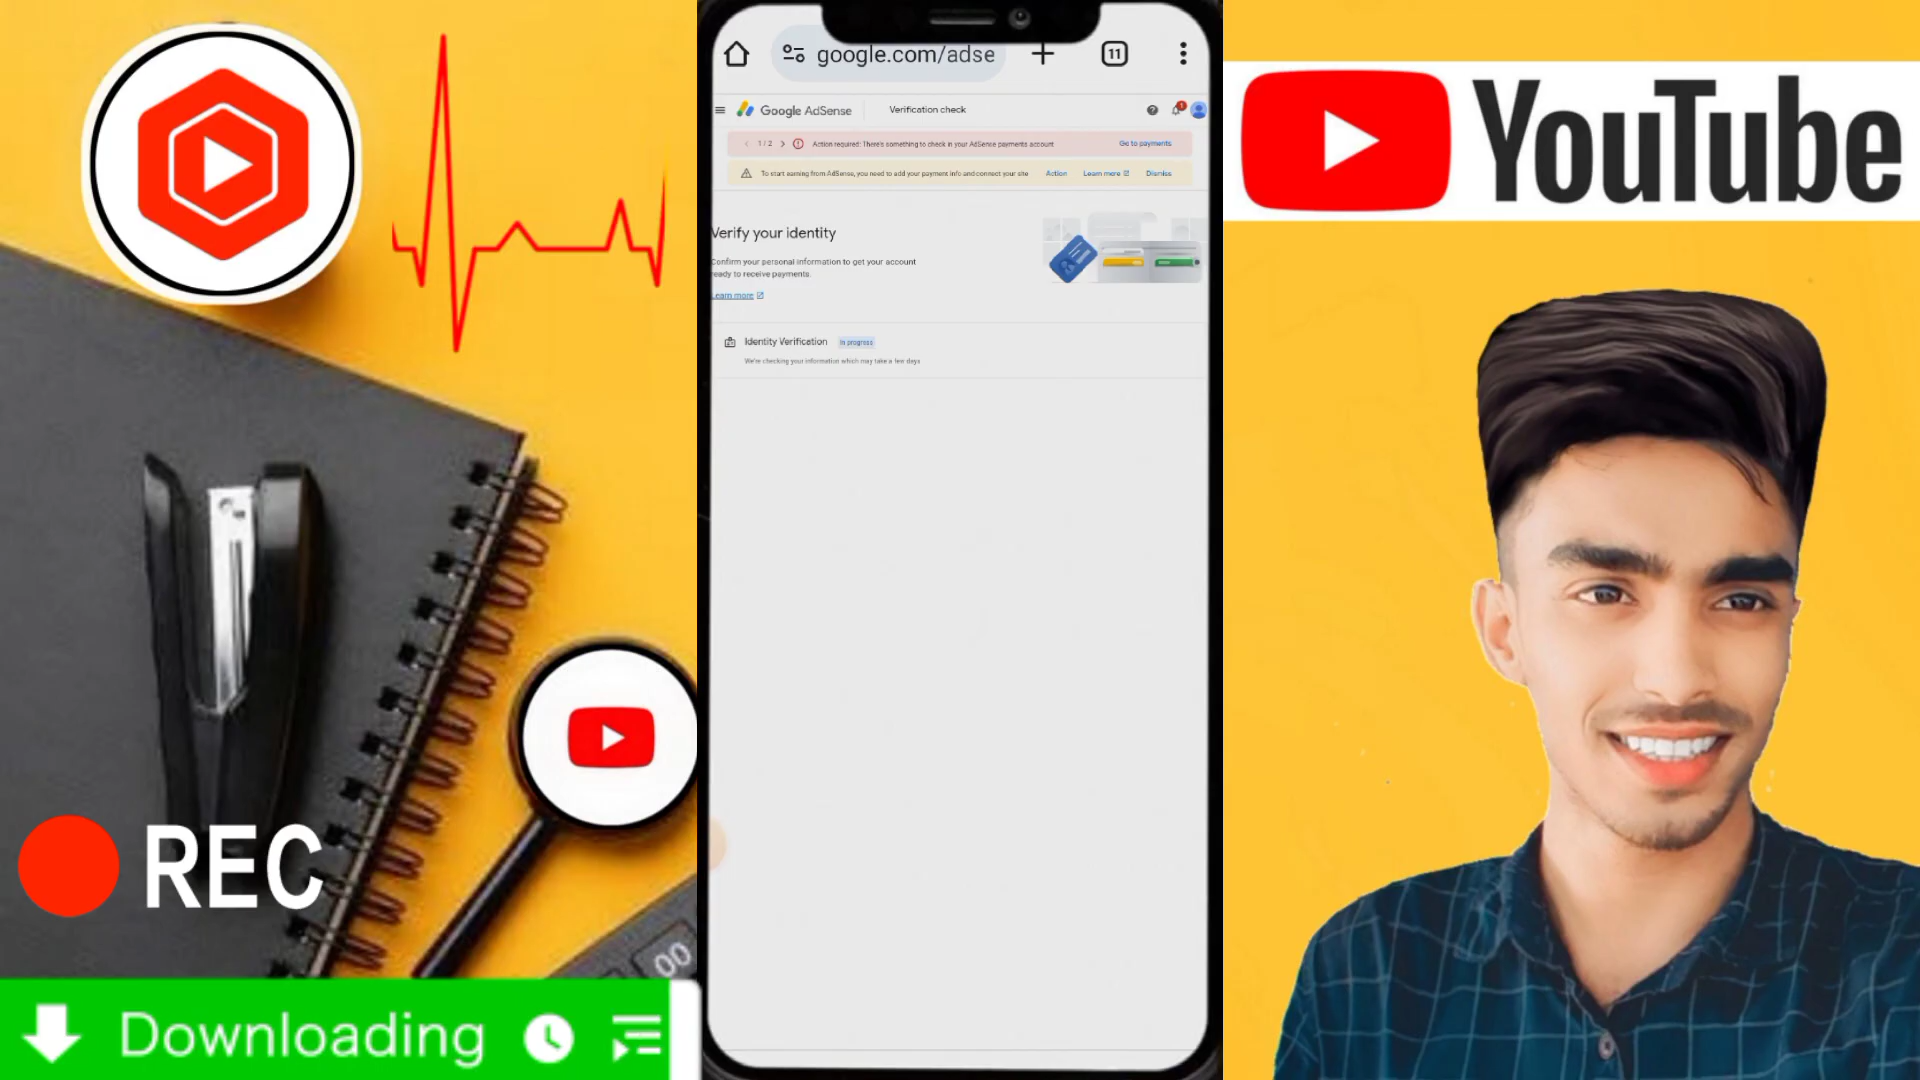 REC
00
Downloading
google.com/adse
11
Google AdSense
Verification check
1
1 / 2
Action required: There's something to check in your AdSense payments account
Go to payments
To start earning from AdSense, you need to add your payment info and connect your site
Action
Learn more
Dismiss
Verify your identity
Confirm your personal information to get your account
ready to receive payments.
Learn more
Identity Verification
In progress
We're checking your information which may take a few days
YouTube